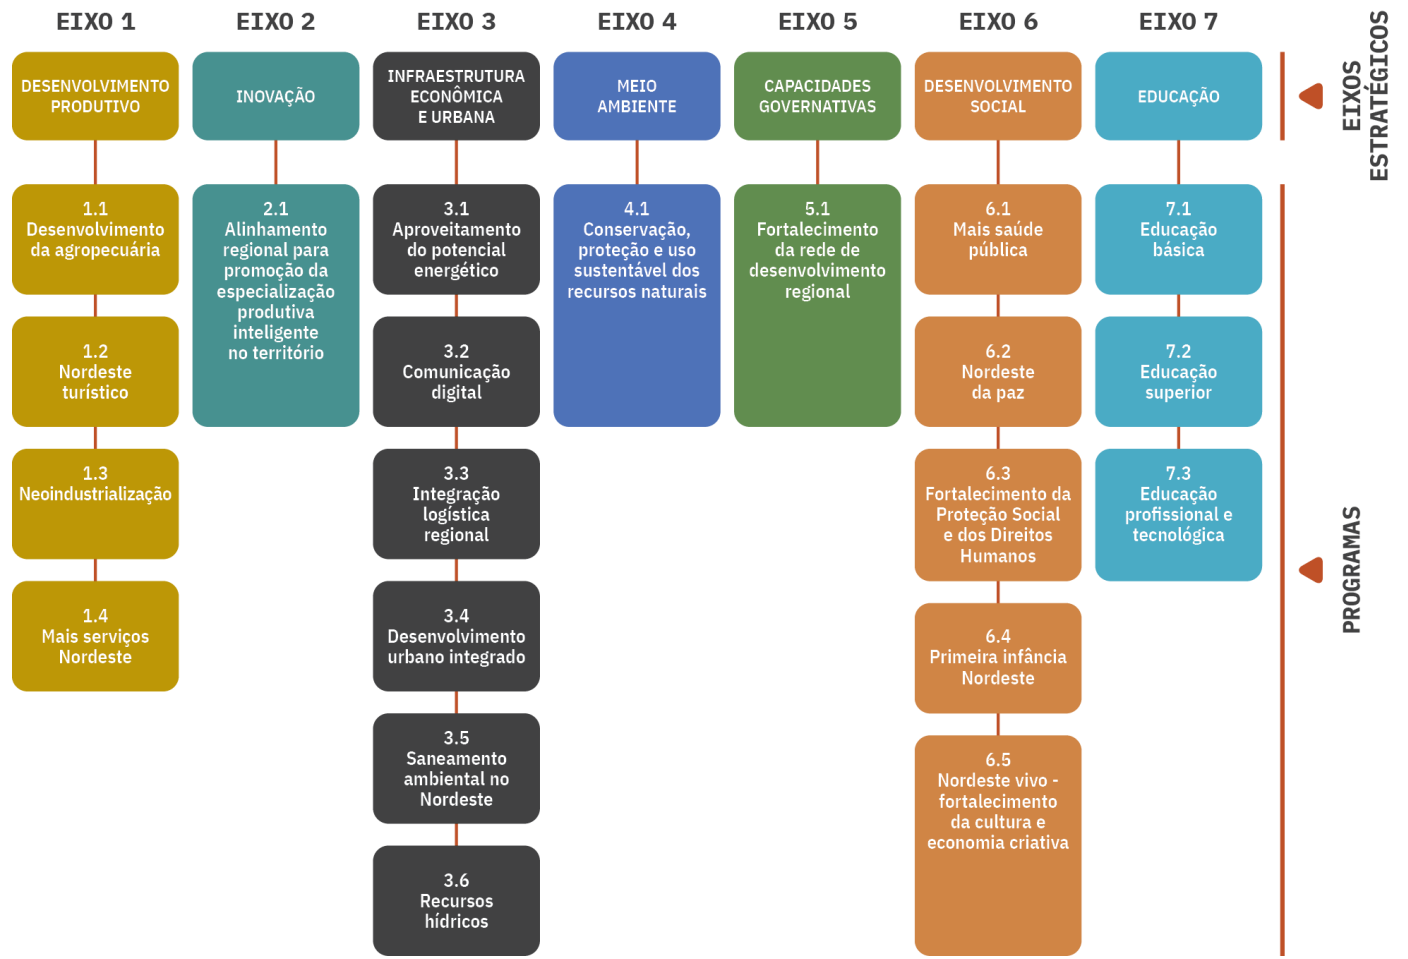 EIXO 1
DESENVOLVIMENTO
PRODUTIVO
1.1
Desenvolvimento
da agropecuária
1.2
Nordeste
turístico
1.3
Neoindustrialização
1.4
Mais serviços
Nordeste
EIXO 2
INOVAÇÃO
2.1
Alinhamento
regional para
promoção da
especialização
produtiva
inteligente
no território
EIXO 3
INFRAESTRUTURA
ECONÔMICA
E URBANA
3.1
Aproveitamento
do potencial
energético
3.2
Comunicação
digital
3.3
Integração
logística
regional
3.4
Desenvolvimento
urbano integrado
3.5
Saneamento
ambiental no
Nordeste
3.6
Recursos
hídricos
EIXO 4
MEIO
AMBIENTE
4.1
Conservação,
proteção e uso
sustentável dos
recursos naturais
EIXO 5
CAPACIDADES
GOVERNATIVAS
5.1
Fortalecimento
da rede de
desenvolvimento
regional
EIXO 6
DESENVOLVIMENTO
SOCIAL
6.1
Mais saúde
pública
6.2
Nordeste
da paz
6.3
Fortalecimento da
Proteção Social
e dos Direitos
Humanos
6.4
Primeira infância
Nordeste
6.5
Nordeste vivo -
fortalecimento
da cultura e
economia criativa
EIXO 7
EDUCAÇÃO
7.1
Educação
básica
7.2
Educação
superior
7.3
Educação
profissional e
tecnológica
EIXOS
ESTRATÉGICOS
PROGRAMAS